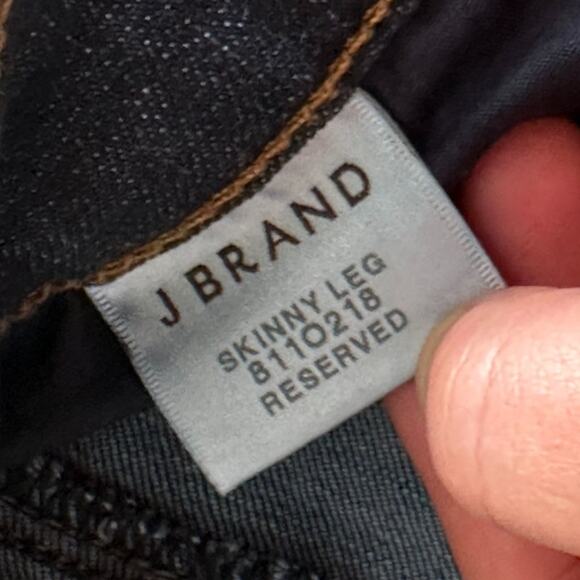 J BRAND
SKINNY LEG
811O218
RESERVED